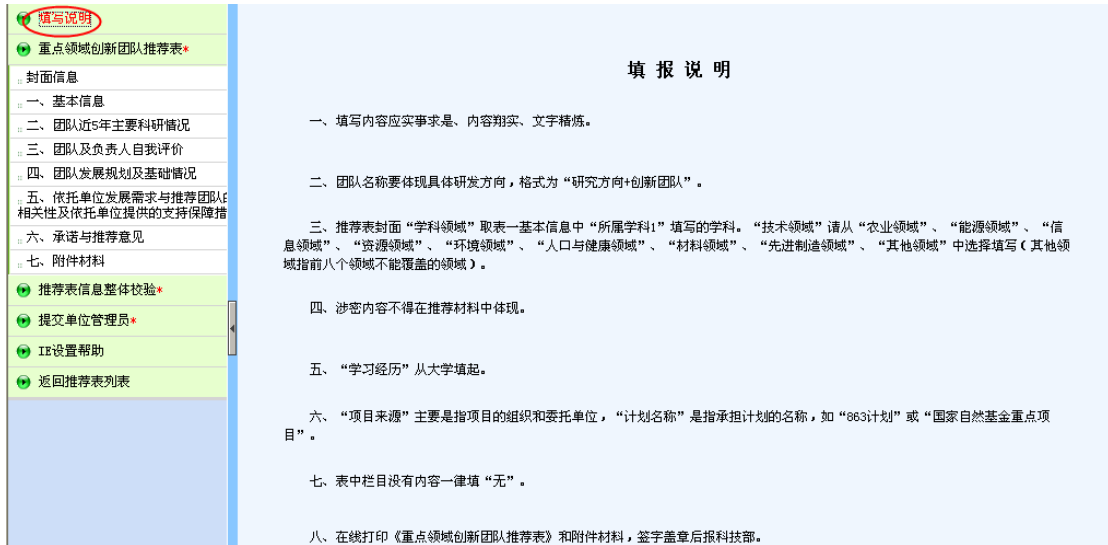 填写说明
重点领域创新团队推荐表*
封面信息
一、基本信息
二、团队近5年主要科研情况
三、团队及负责人自我评价
四、团队发展规划及基础情况
五、依托单位发展需求与推荐团队
相关性及依托单位提供的支持保障措
六、承诺与推荐意见
七、附件材料
推荐表信息整体校验*
提交单位管理员*
IE设置帮助
返回推荐表列表
填 报 说 明
一、填写内容应实事求是、内容翔实、文字精炼。
二、团队名称要体现具体研发方向，格式为“研究方向+创新团队”。
三、推荐表封面“学科领域”取表一基本信息中“所属学科1”填写的学科。“技术领域”请从“农业领域”、“能源领域”、“信
息领域”、“资源领域”、“环境领域”、“人口与健康领域”、“材料领域”、“先进制造领域”、“其他领域”中选择填写(其他领
域指前八个领域不能覆盖的领域)。
四、涉密内容不得在推荐材料中体现。
五、“学习经历”从大学填起。
六、“项目来源”主要是指项目的组织和委托单位，“计划名称”是指承担计划的名称，如“863计划”或“国家自然基金重点项
目”。
七、表中栏目没有内容一律填“无”。
八、在线打印《重点领域创新团队推荐表》和附件材料，签字盖章后报科技部。